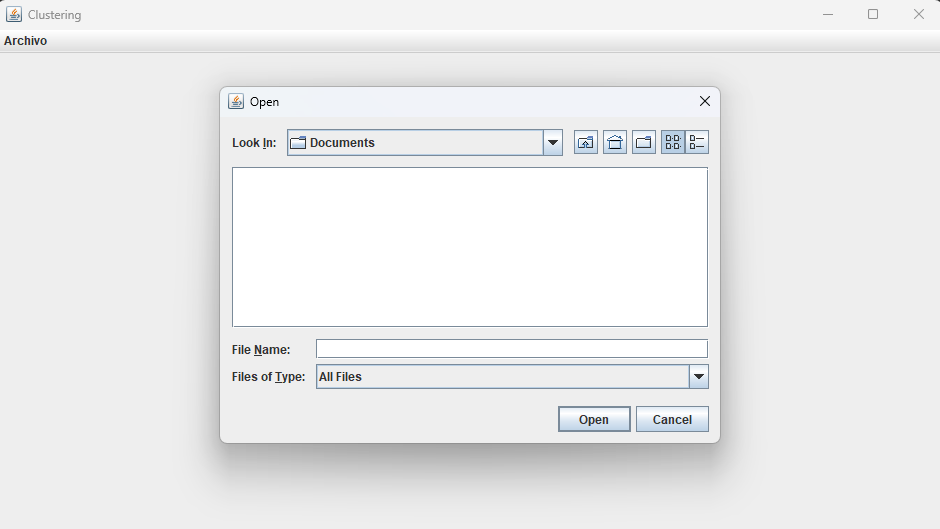 Clustering
Archivo
Open
Look In: Documents
File Name:
Files of Type: All Files
Open Cancel